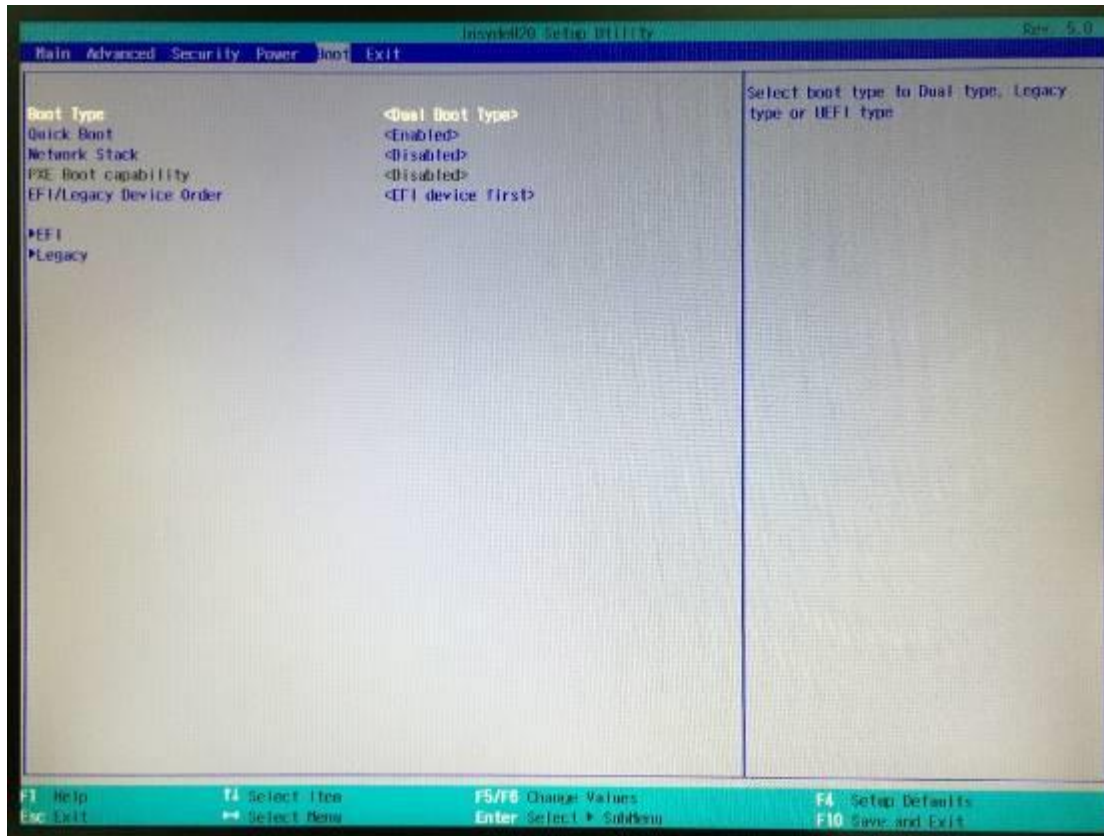 InsydeH20 Setup Utility Rev. 5.0
Main Advanced Security Power Boot Exit
Boot Type <Dual Boot Type>
Select boot type to Dual type, Legacy
type or UEFI type
Quick Boot <Enabled>
Network Stack <Disabled>
PXE Boot capability <Disabled>
EFI/Legacy Device Order <EFI device first>
▶EFI
▶Legacy
F1 Help ↑↓ Select Item F5/F6 Change Values F4 Setup Defaults
Esc Exit ↔ Select Menu Enter Select ▶ SubMenu F10 Save and Exit